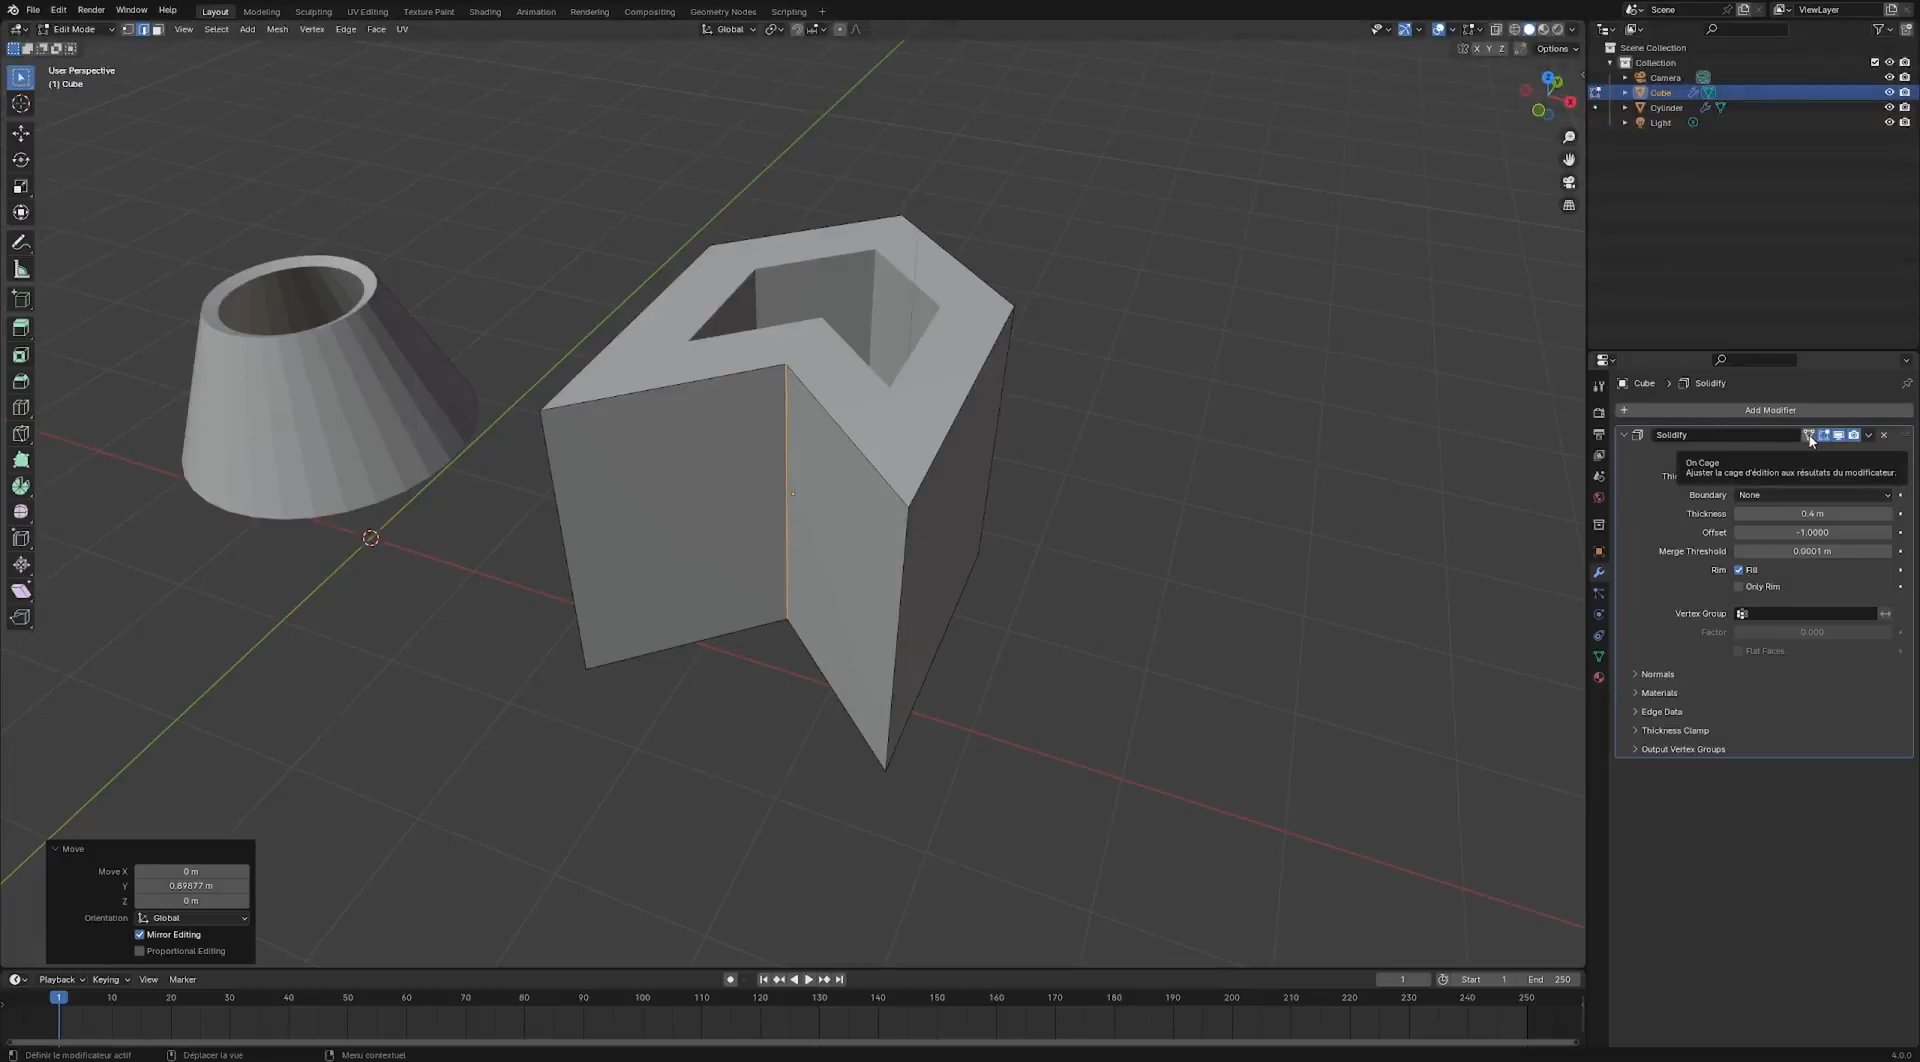 File Edit Render Window Help Layout Modeling Sculpting UV Editing Texture Paint Shading Animation Rendering Compositing Geometry Nodes Scripting + Scene ViewLayer
Edit Mode View Select Add Mesh Vertex Edge Face UV Global
X Y Z Options
User Perspective
(1) Cube
Z
Y
X
Scene Collection
Collection
Camera
Cube
Cylinder
Light
Cube > Solidify
+ Add Modifier
Solidify
On Cage
Ajuster la cage d'édition aux résultats du modificateur.
Boundary None
Thickness 0.4 m
Offset -1.0000
Merge Threshold 0.0001 m
Rim Fill
Only Rim
Vertex Group
Factor 0.000
Flat Faces
Normals
Materials
Edge Data
Thickness Clamp
Output Vertex Groups
Move
Move X 0 m
Y 0.89877 m
Z 0 m
Orientation Global
Mirror Editing
Proportional Editing
Playback Keying View Marker 1 Start 1 End 250
1 10 20 30 40 50 60 70 80 90 100 110 120 130 140 150 160 170 180 190 200 210 220 230 240 250
Définir le modificateur actif Déplacer la vue Menu contextuel 4.0.0